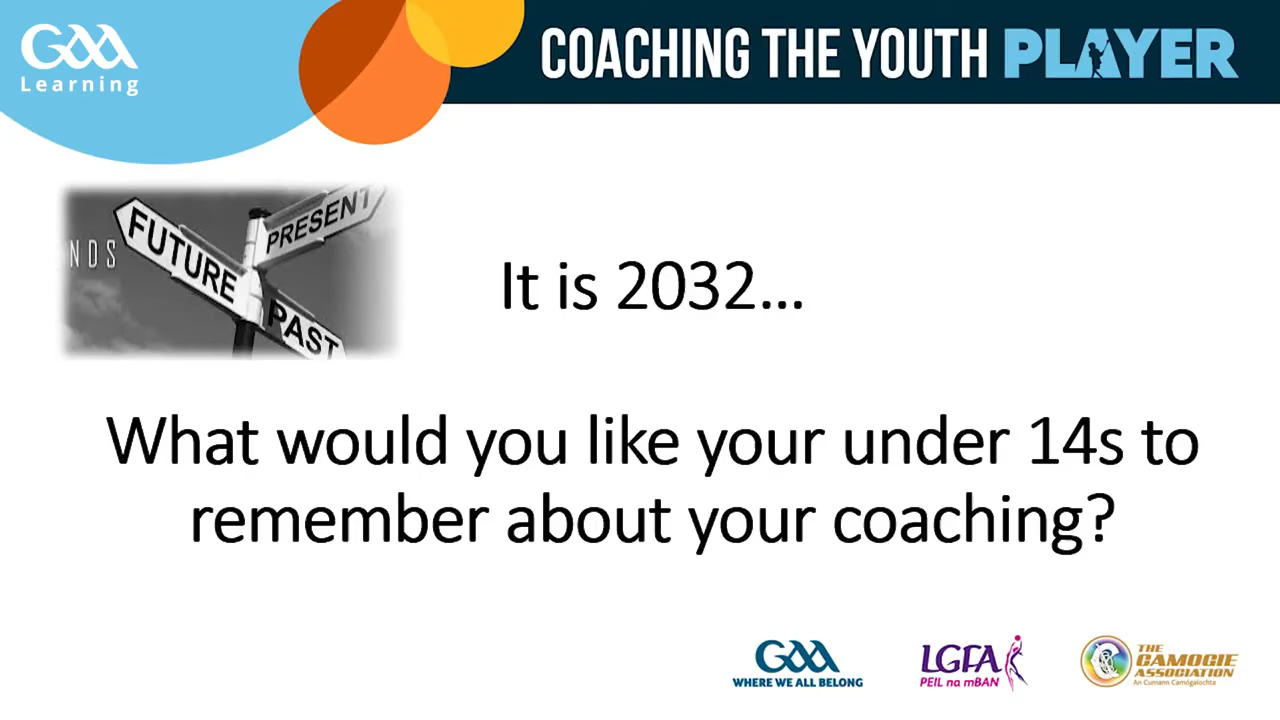 GAA
Learning
COACHING THE YOUTH PLAYER
FUTURE
PRESENT
NDS
PAST
It is 2032...
What would you like your under 14s to
remember about your coaching?
GAA
WHERE WE ALL BELONG
LGFA
PEIL na mBAN
THE
CAMOGIE
ASSOCIATION
An Cumann Camógaíochta